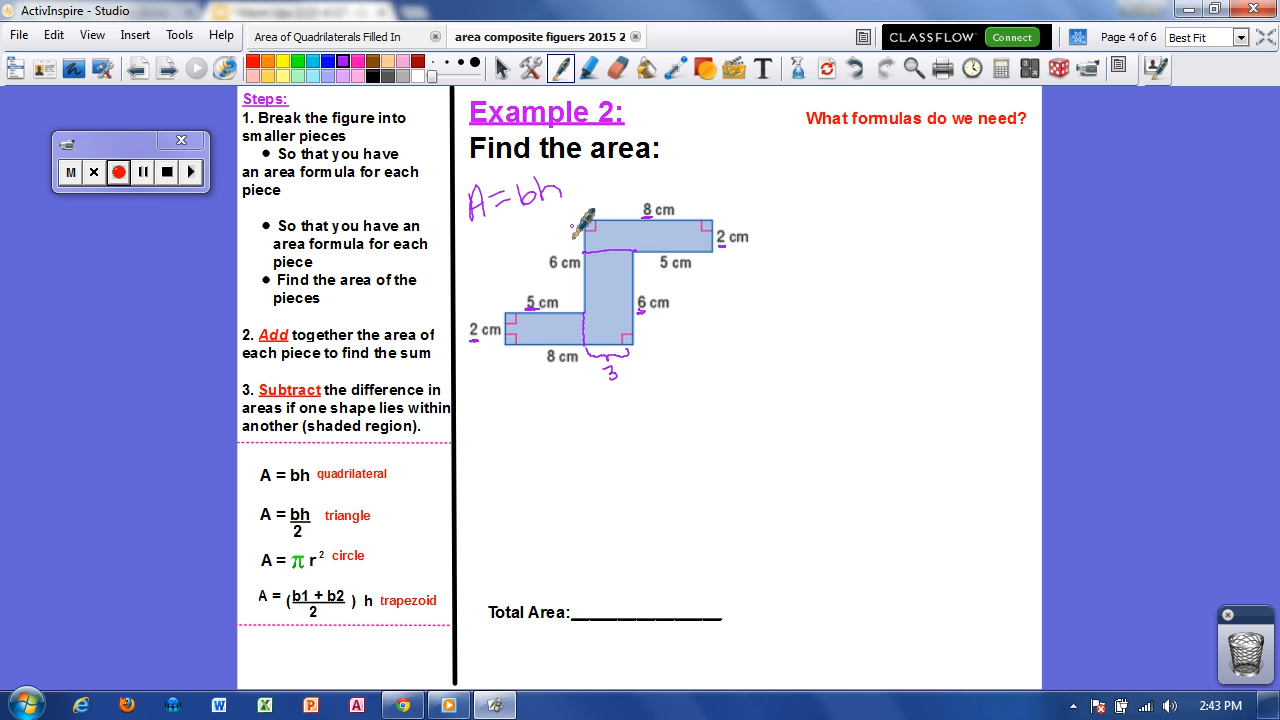 ActivInspire - Studio
File Edit View Insert Tools Help
Area of Quadrilaterals Filled In
area composite figuers 2015 2
CLASSFLOW Connect
Page 4 of 6
Best Fit
M
Steps:
1. Break the figure into
smaller pieces
● So that you have
an area formula for each
piece
● So that you have an
area formula for each
piece
● Find the area of the
pieces
2. Add together the area of
each piece to find the sum
3. Subtract the difference in
areas if one shape lies within
another (shaded region).
A = bh quadrilateral
A = bh
2 triangle
A = π r² circle
A = (b1 + b2
2) h trapezoid
Example 2:
What formulas do we need?
Find the area:
A=bh
8 cm
2 cm
6 cm
5 cm
5 cm
6 cm
2 cm
8 cm
3
Total Area:________________
2:43 PM